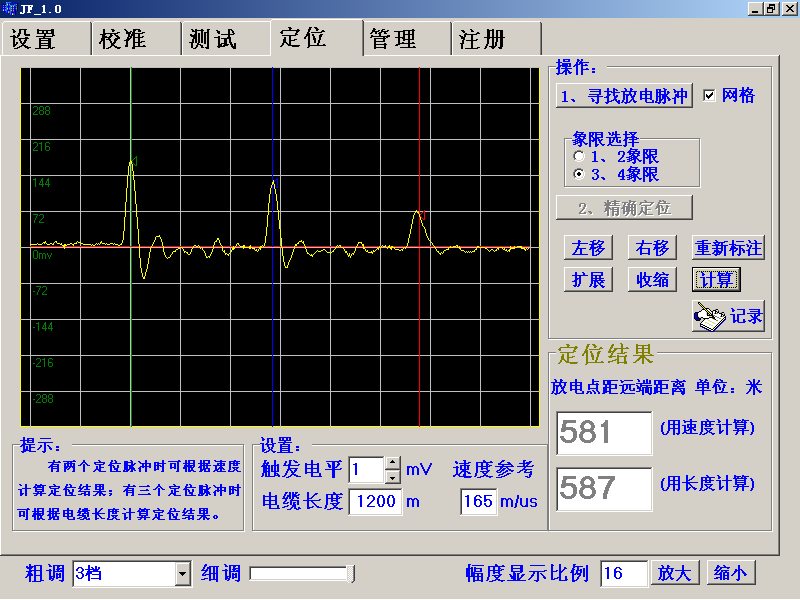 JF_1.0
设置 校准 测试 定位 管理 注册
288
216
144
72
0mv
-72
-144
-216
-288
操作：
1、寻找放电脉冲 网格
象限选择
1、2象限
3、4象限
2、精确定位
左移 右移 重新标注
扩展 收缩 计算
记录
定位结果
放电点距远端距离 单位：米
581 (用速度计算)
587 (用长度计算)
提示：
有两个定位脉冲时可根据速度
计算定位结果；有三个定位脉冲时
可根据电缆长度计算定位结果。
设置：
触发电平 1 mV 速度参考
电缆长度 1200 m 165 m/us
粗调 3档 细调 幅度显示比例 16 放大 缩小